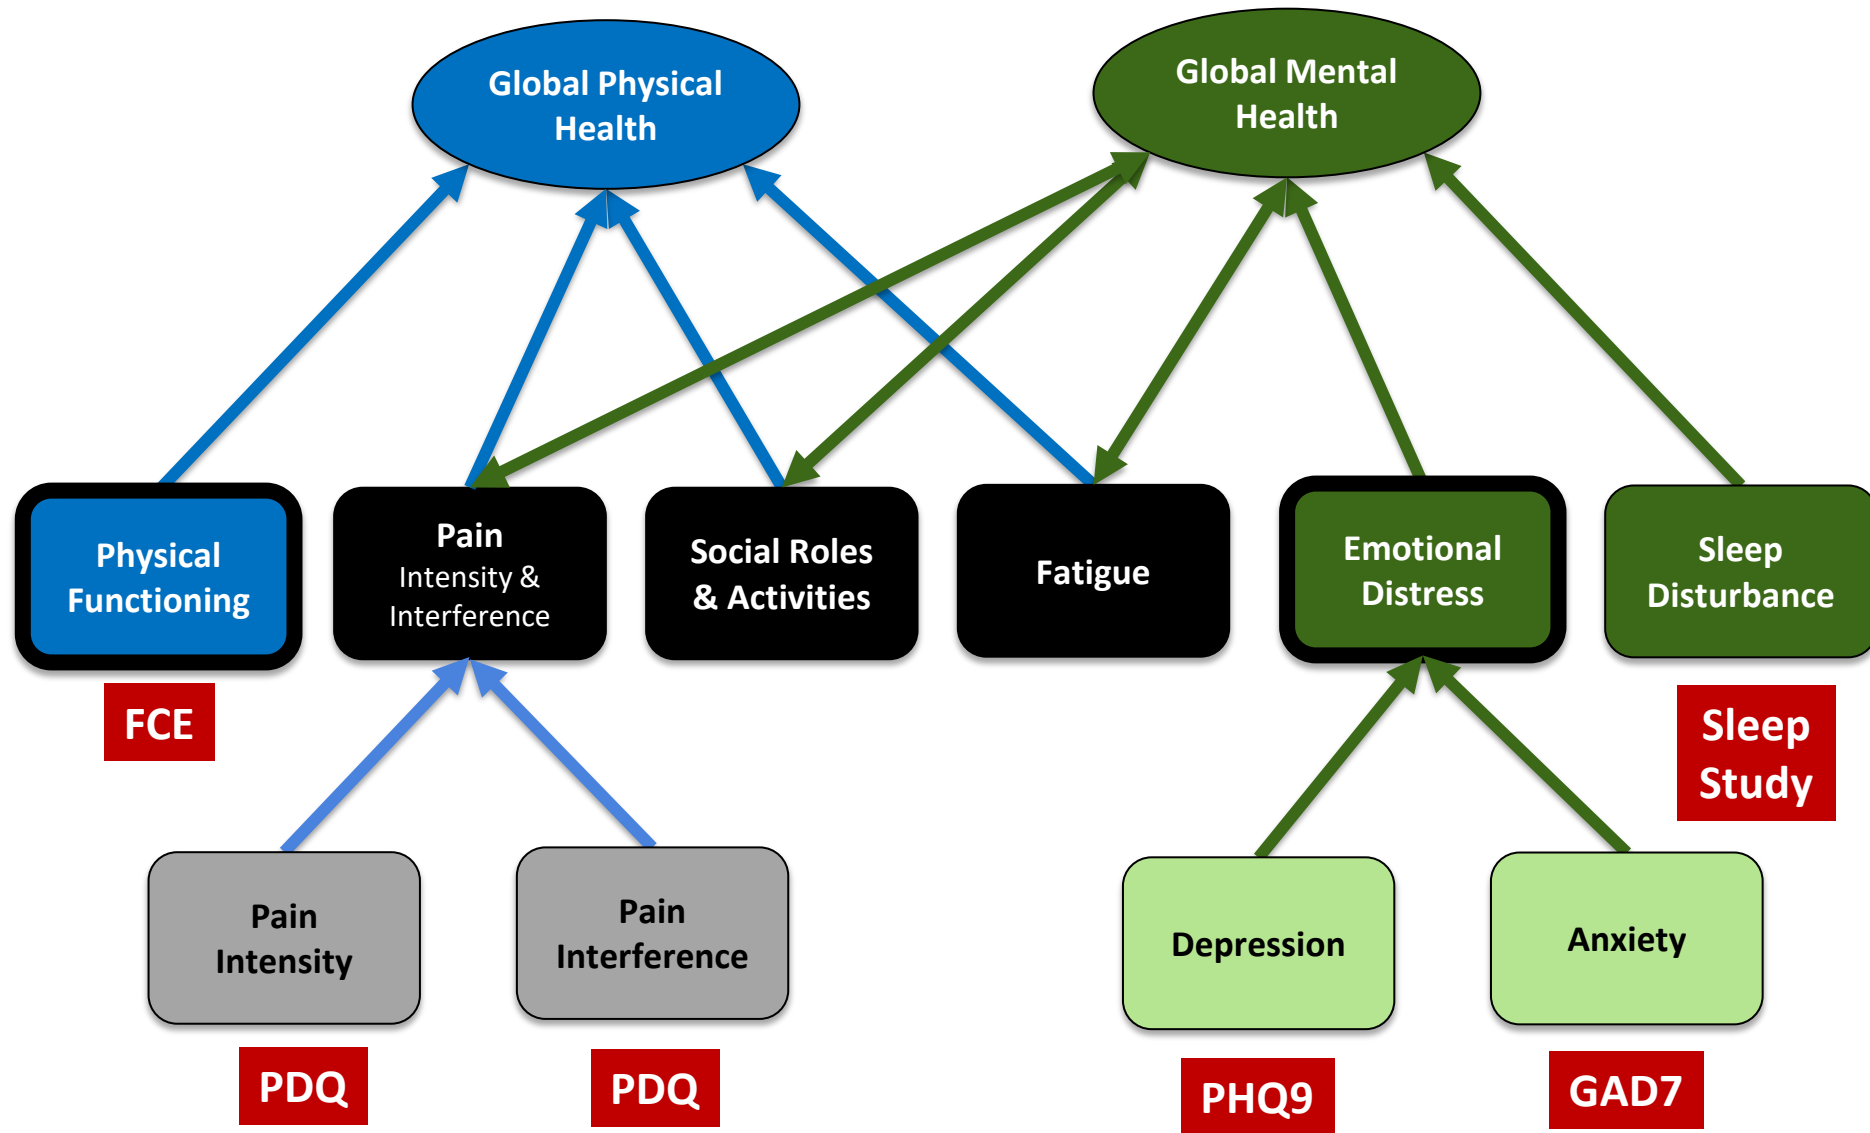 Global Physical
Health
Global Mental
Health
Physical
Functioning
Pain
Intensity &
Interference
Social Roles
& Activities
Fatigue
Emotional
Distress
Sleep
Disturbance
FCE
Sleep
Study
Pain
Intensity
Pain
Interference
Depression
Anxiety
PDQ
PDQ
PHQ9
GAD7